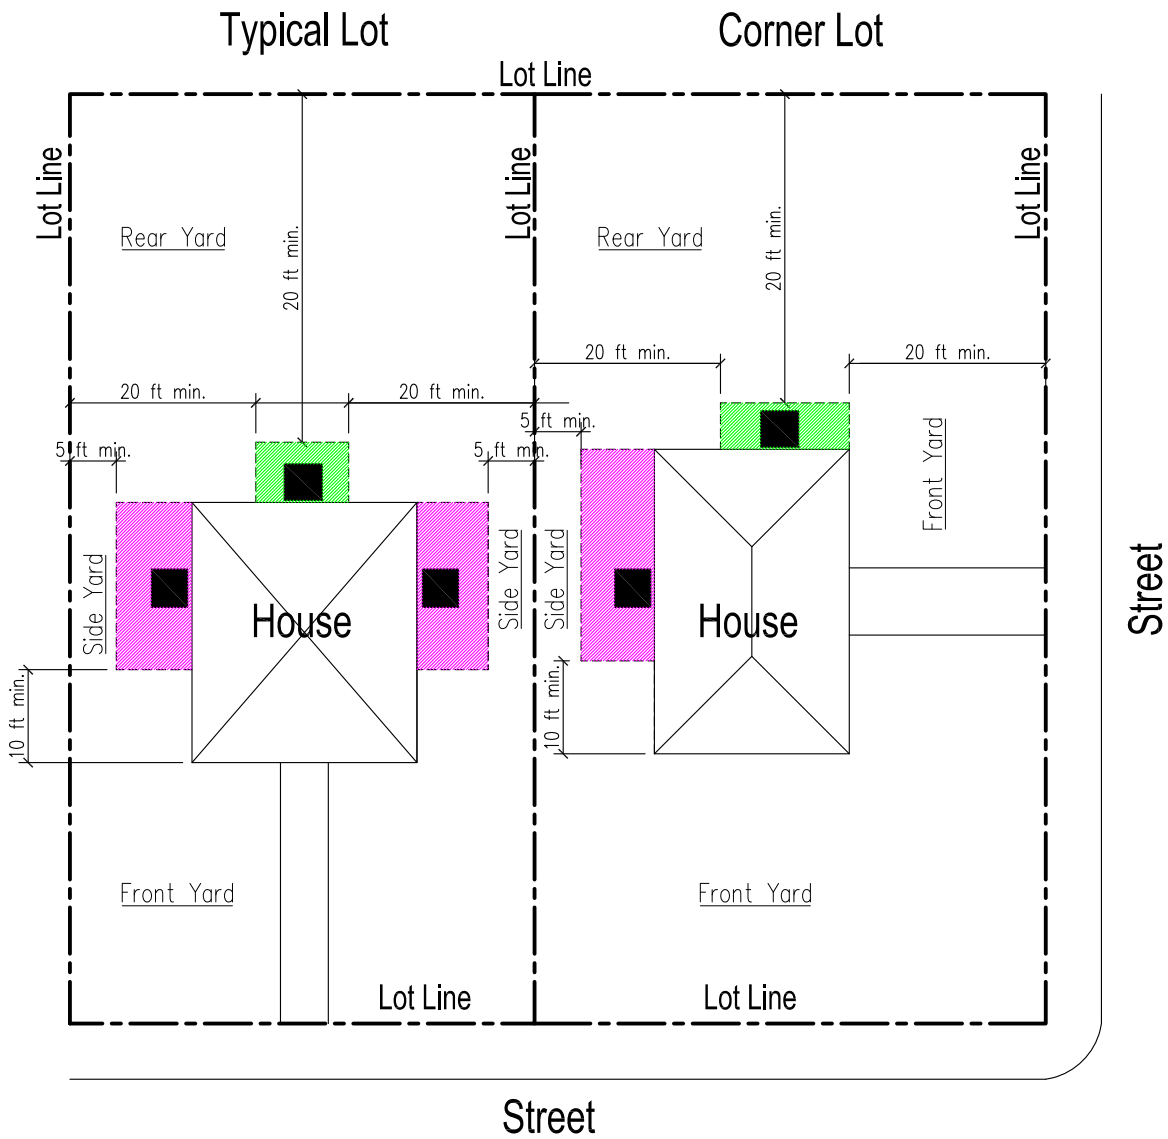 Typical Lot
Corner Lot
Lot Line
Lot Line
Lot Line
Lot Line
Rear Yard
20 ft min.
Rear Yard
20 ft min.
20 ft min.
20 ft min.
20 ft min.
20 ft min.
5 ft min.
5 ft min.
5 ft min.
Front Yard
Side Yard
Side Yard
Side Yard
House
House
Street
10 ft min.
10 ft min.
Front Yard
Front Yard
Lot Line
Lot Line
Street